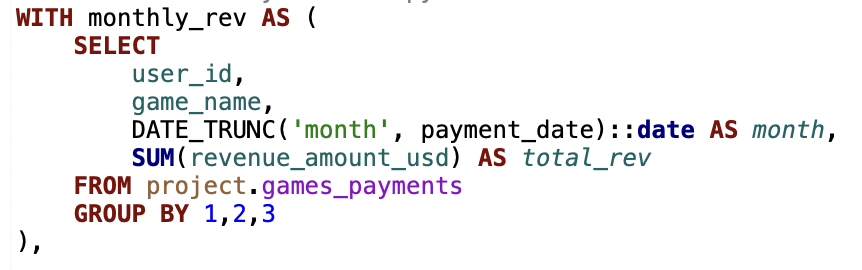 WITH monthly_rev AS (
    SELECT
        user_id,
        game_name,
        DATE_TRUNC('month', payment_date)::date AS month,
        SUM(revenue_amount_usd) AS total_rev
    FROM project.games_payments
    GROUP BY 1,2,3
),